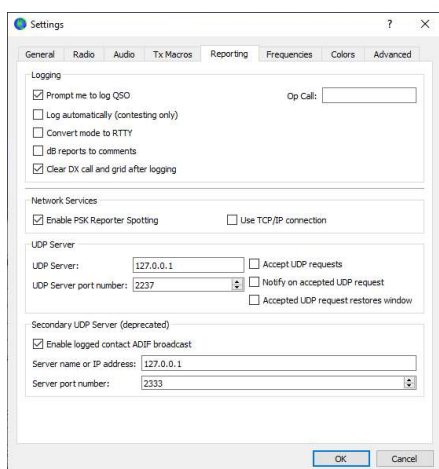 Settings
? X
General Radio Audio Tx Macros Reporting Frequencies Colors Advanced
Logging
Prompt me to log QSO Op Call:
Log automatically (contesting only)
Convert mode to RTTY
dB reports to comments
Clear DX call and grid after logging
Network Services
Enable PSK Reporter Spotting Use TCP/IP connection
UDP Server
UDP Server: 127.0.0.1 Accept UDP requests
UDP Server port number: 2237 Notify on accepted UDP request
Accepted UDP request restores window
Secondary UDP Server (deprecated)
Enable logged contact ADIF broadcast
Server name or IP address: 127.0.0.1
Server port number: 2333
OK Cancel